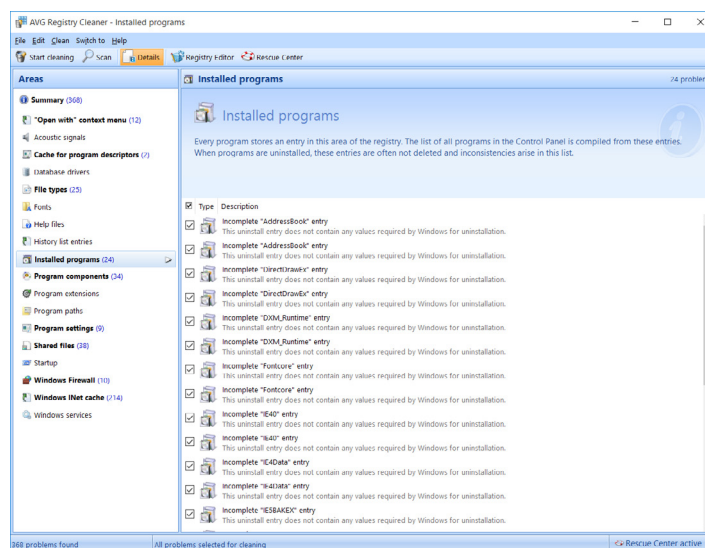 AVG Registry Cleaner - Installed programs
File Edit Clean Switch to Help
Start cleaning Scan Details Registry Editor Rescue Center
Areas
Summary (368)
"Open with" context menu (12)
Acoustic signals
Cache for program descriptors (2)
Database drivers
File types (25)
Fonts
Help files
History list entries
Installed programs (24)
Program components (34)
Program extensions
Program paths
Program settings (9)
Shared files (38)
Startup
Windows Firewall (10)
Windows iNet cache (214)
Windows services
Installed programs 24 problem
Installed programs
Every program stores an entry in this area of the registry. The list of all programs in the Control Panel is compiled from these entries.
When programs are uninstalled, these entries are often not deleted and inconsistencies arise in this list.
Type Description
Incomplete "AddressBook" entry
This uninstall entry does not contain any values required by Windows for uninstallation.
Incomplete "AddressBook" entry
This uninstall entry does not contain any values required by Windows for uninstallation.
Incomplete "DirectDrawEx" entry
This uninstall entry does not contain any values required by Windows for uninstallation.
Incomplete "DirectDrawEx" entry
This uninstall entry does not contain any values required by Windows for uninstallation.
Incomplete "DXM_Runtime" entry
This uninstall entry does not contain any values required by Windows for uninstallation.
Incomplete "DXM_Runtime" entry
This uninstall entry does not contain any values required by Windows for uninstallation.
Incomplete "Fontcore" entry
This uninstall entry does not contain any values required by Windows for uninstallation.
Incomplete "Fontcore" entry
This uninstall entry does not contain any values required by Windows for uninstallation.
Incomplete "IE40" entry
This uninstall entry does not contain any values required by Windows for uninstallation.
Incomplete "IE40" entry
This uninstall entry does not contain any values required by Windows for uninstallation.
Incomplete "IE4Data" entry
This uninstall entry does not contain any values required by Windows for uninstallation.
Incomplete "IE4Data" entry
This uninstall entry does not contain any values required by Windows for uninstallation.
Incomplete "IE5BAKEX" entry
This uninstall entry does not contain any values required by Windows for uninstallation.
368 problems found All problems selected for cleaning Rescue Center active